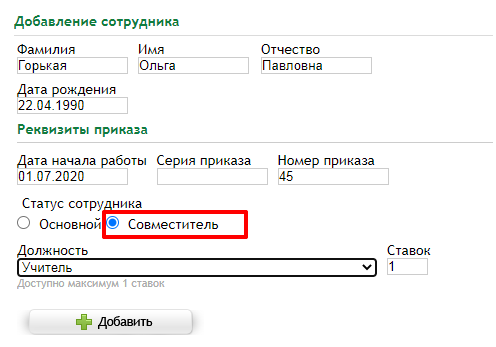 Добавление сотрудника
Фамилия Имя Отчество
Горькая Ольга Павловна
Дата рождения
22.04.1990
Реквизиты приказа
Дата начала работы Серия приказа Номер приказа
01.07.2020 45
Статус сотрудника
Основной Совместитель
Должность Ставок
Учитель 1
Доступно максимум 1 ставок
Добавить